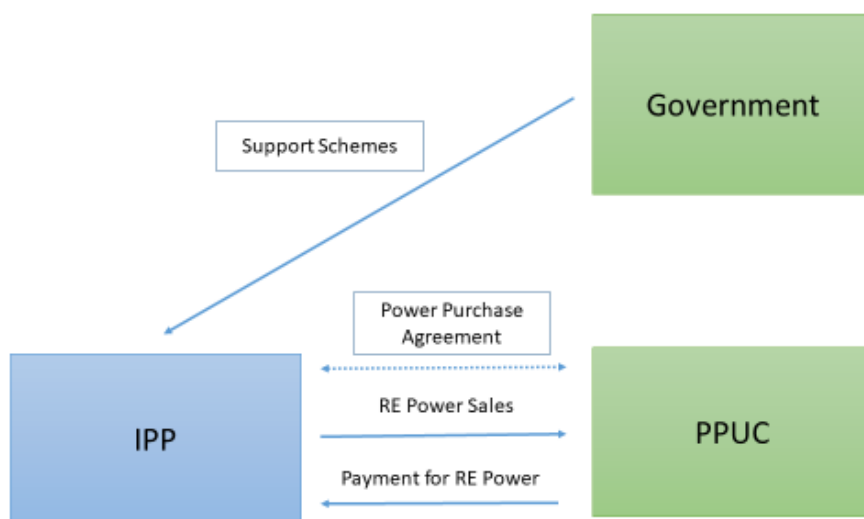 Government
Support Schemes
Power Purchase
Agreement
RE Power Sales
IPP
PPUC
Payment for RE Power